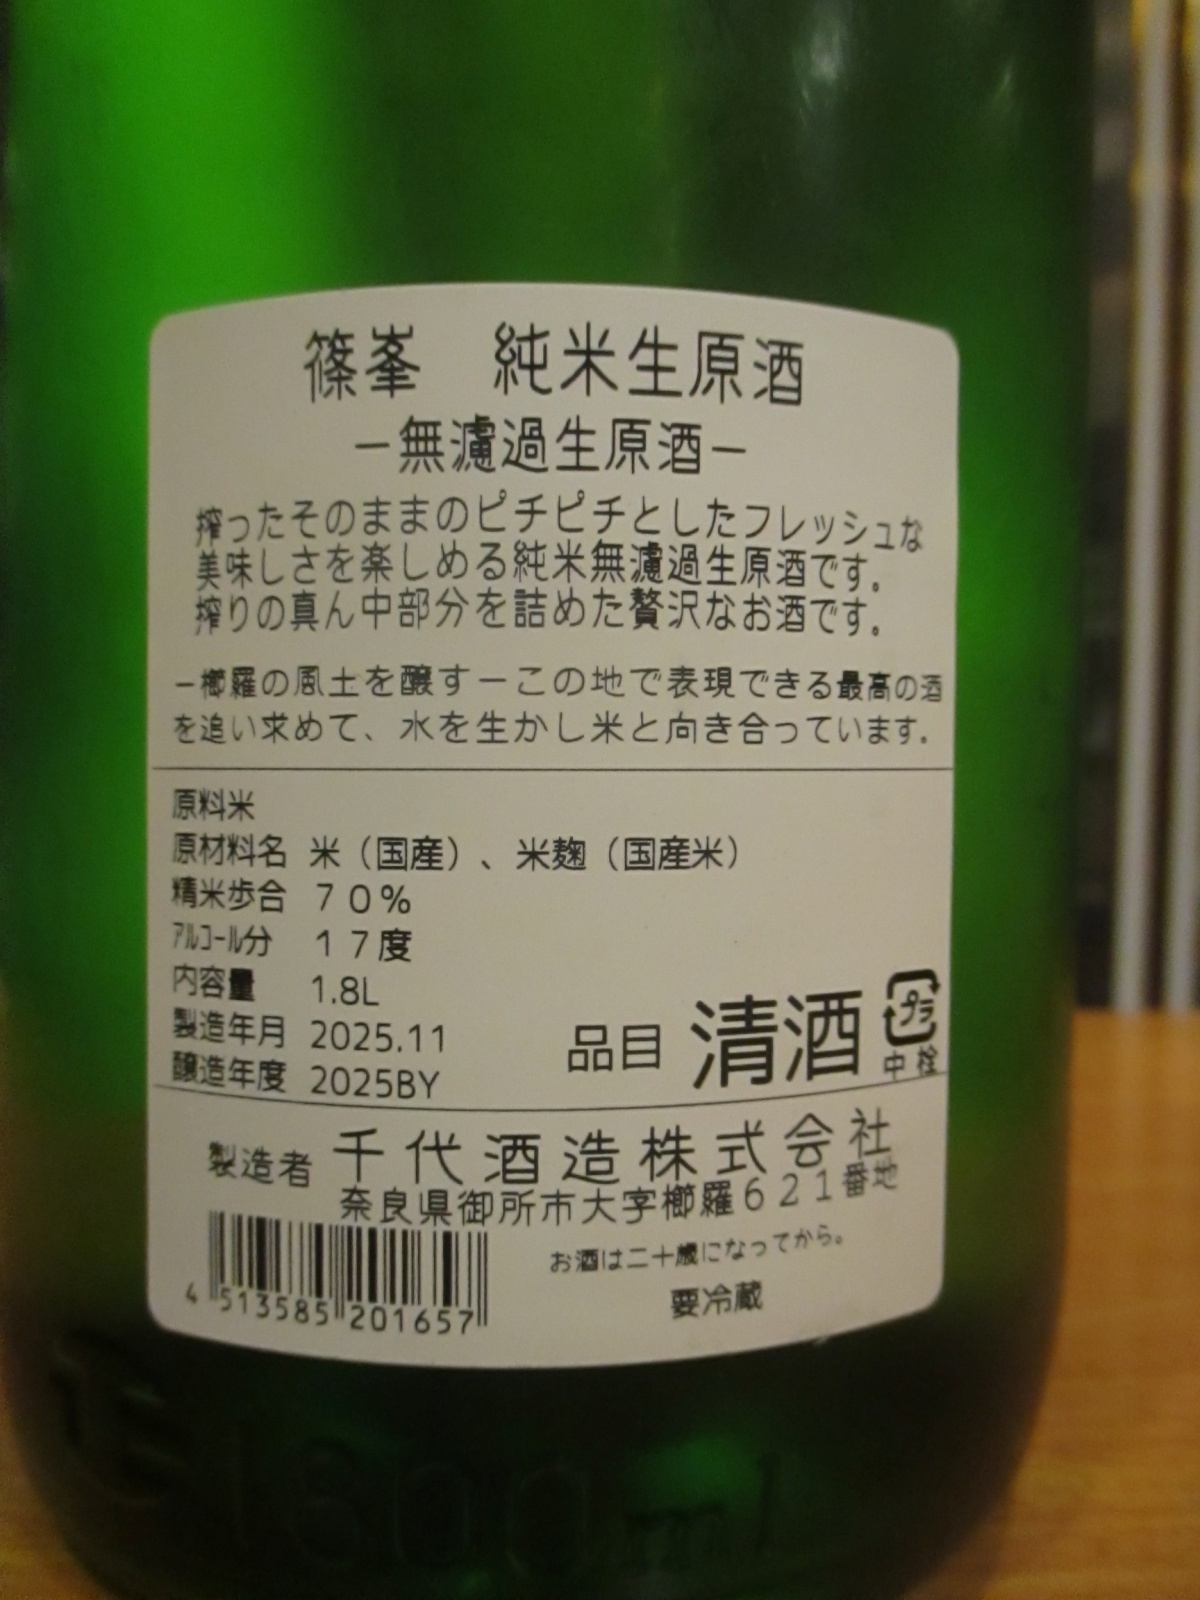 篠峯　純米生原酒
－無濾過生原酒－
搾ったそのままのピチピチとしたフレッシュな
美味しさを楽しめる純米無濾過生原酒です。
搾りの真ん中部分を詰めた贅沢なお酒です。
－櫛羅の風土を醸す－この地で表現できる最高の酒
を追い求めて、水を生かし米と向き合っています。
原料米
原材料名 米（国産）、米麹（国産米）
精米歩合 ７０％
ｱﾙｺｰﾙ分 １７度
内容量 1.8L
製造年月 2025.11
醸造年度 2025BY
品目 清酒
プラ
中栓
製造者 千代酒造株式会社
奈良県御所市大字櫛羅６２１番地
お酒は二十歳になってから。
要冷蔵
4 513585 201657
1800ml